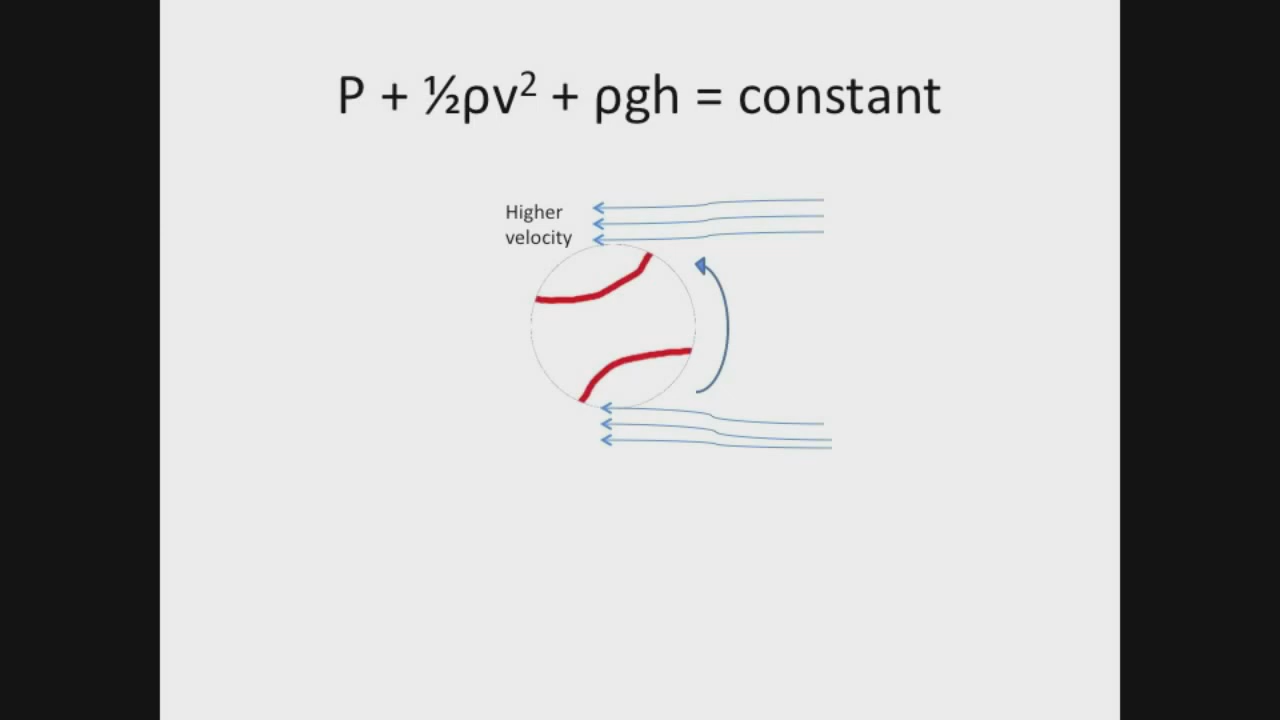 P + ½ρv² + ρgh = constant
Higher
velocity